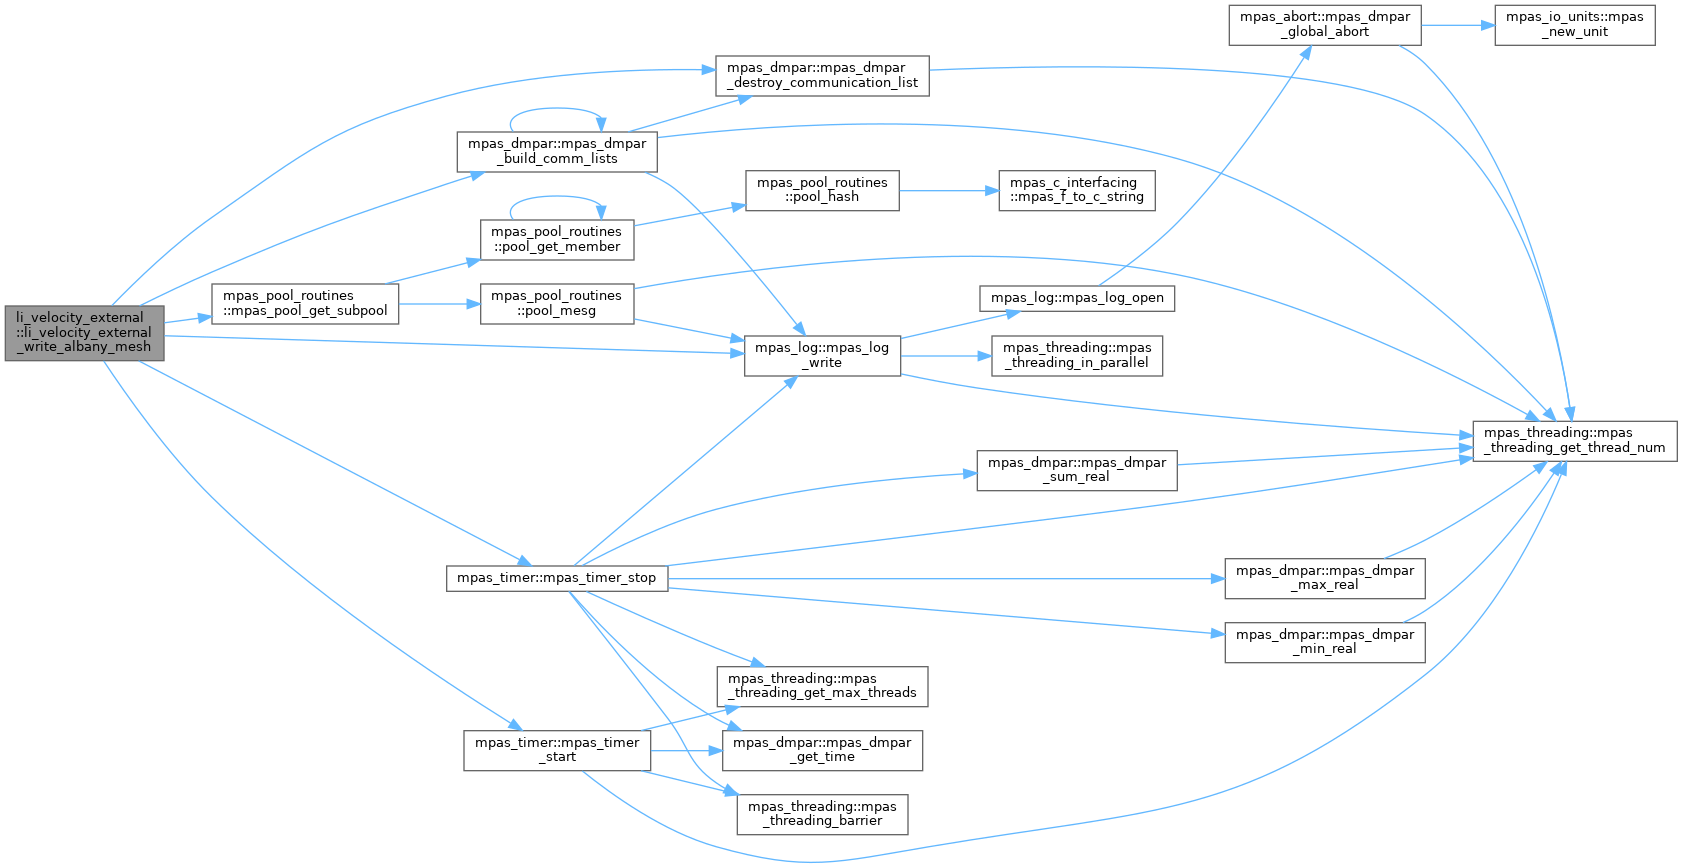 mpas_abort::mpas_dmpar
_global_abort
mpas_io_units::mpas
_new_unit
mpas_dmpar::mpas_dmpar
_destroy_communication_list
mpas_dmpar::mpas_dmpar
_build_comm_lists
mpas_pool_routines
::pool_hash
mpas_c_interfacing
::mpas_f_to_c_string
mpas_pool_routines
::pool_get_member
mpas_pool_routines
::mpas_pool_get_subpool
mpas_pool_routines
::pool_mesg
mpas_log::mpas_log_open
li_velocity_external
::li_velocity_external
_write_albany_mesh
mpas_log::mpas_log
_write
mpas_threading::mpas
_threading_in_parallel
mpas_threading::mpas
_threading_get_thread_num
mpas_dmpar::mpas_dmpar
_sum_real
mpas_timer::mpas_timer_stop
mpas_dmpar::mpas_dmpar
_max_real
mpas_dmpar::mpas_dmpar
_min_real
mpas_threading::mpas
_threading_get_max_threads
mpas_timer::mpas_timer
_start
mpas_dmpar::mpas_dmpar
_get_time
mpas_threading::mpas
_threading_barrier